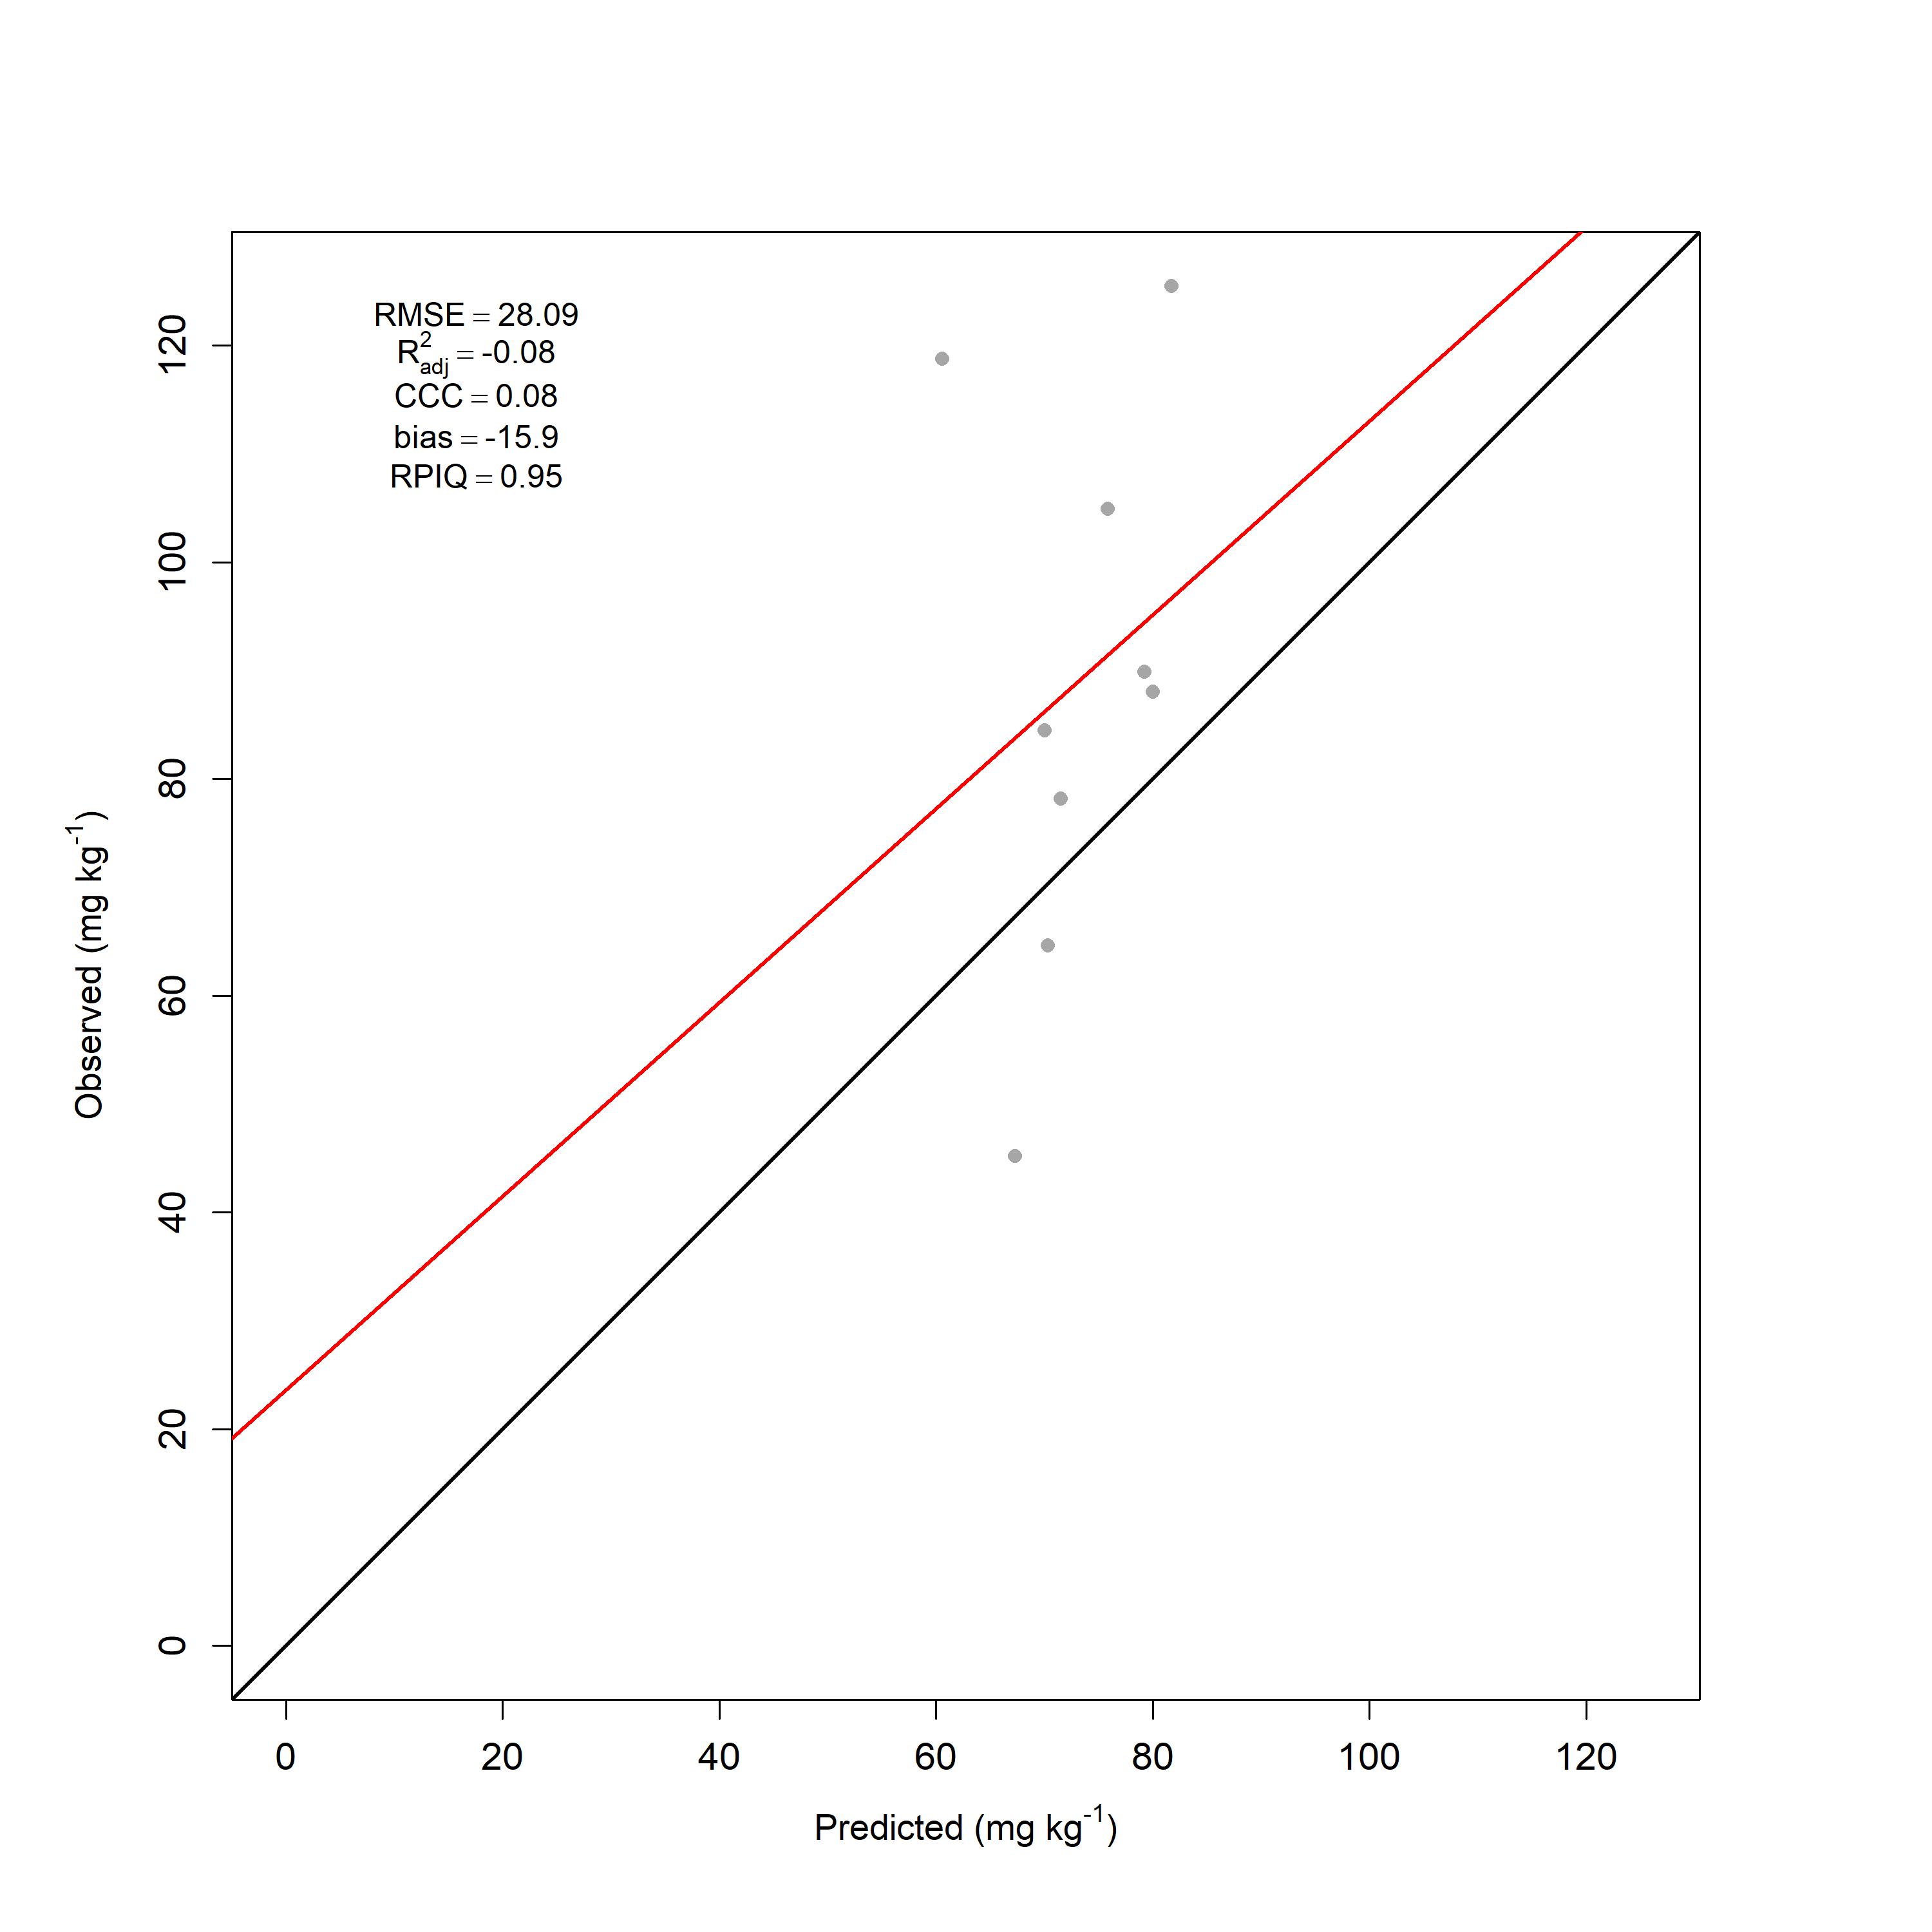 RMSE = 28.09
R²adj = -0.08
CCC = 0.08
bias = -15.9
RPIQ = 0.95
120
100
80
60
40
20
0
Observed (mg kg⁻¹)
0 20 40 60 80 100 120
Predicted (mg kg⁻¹)